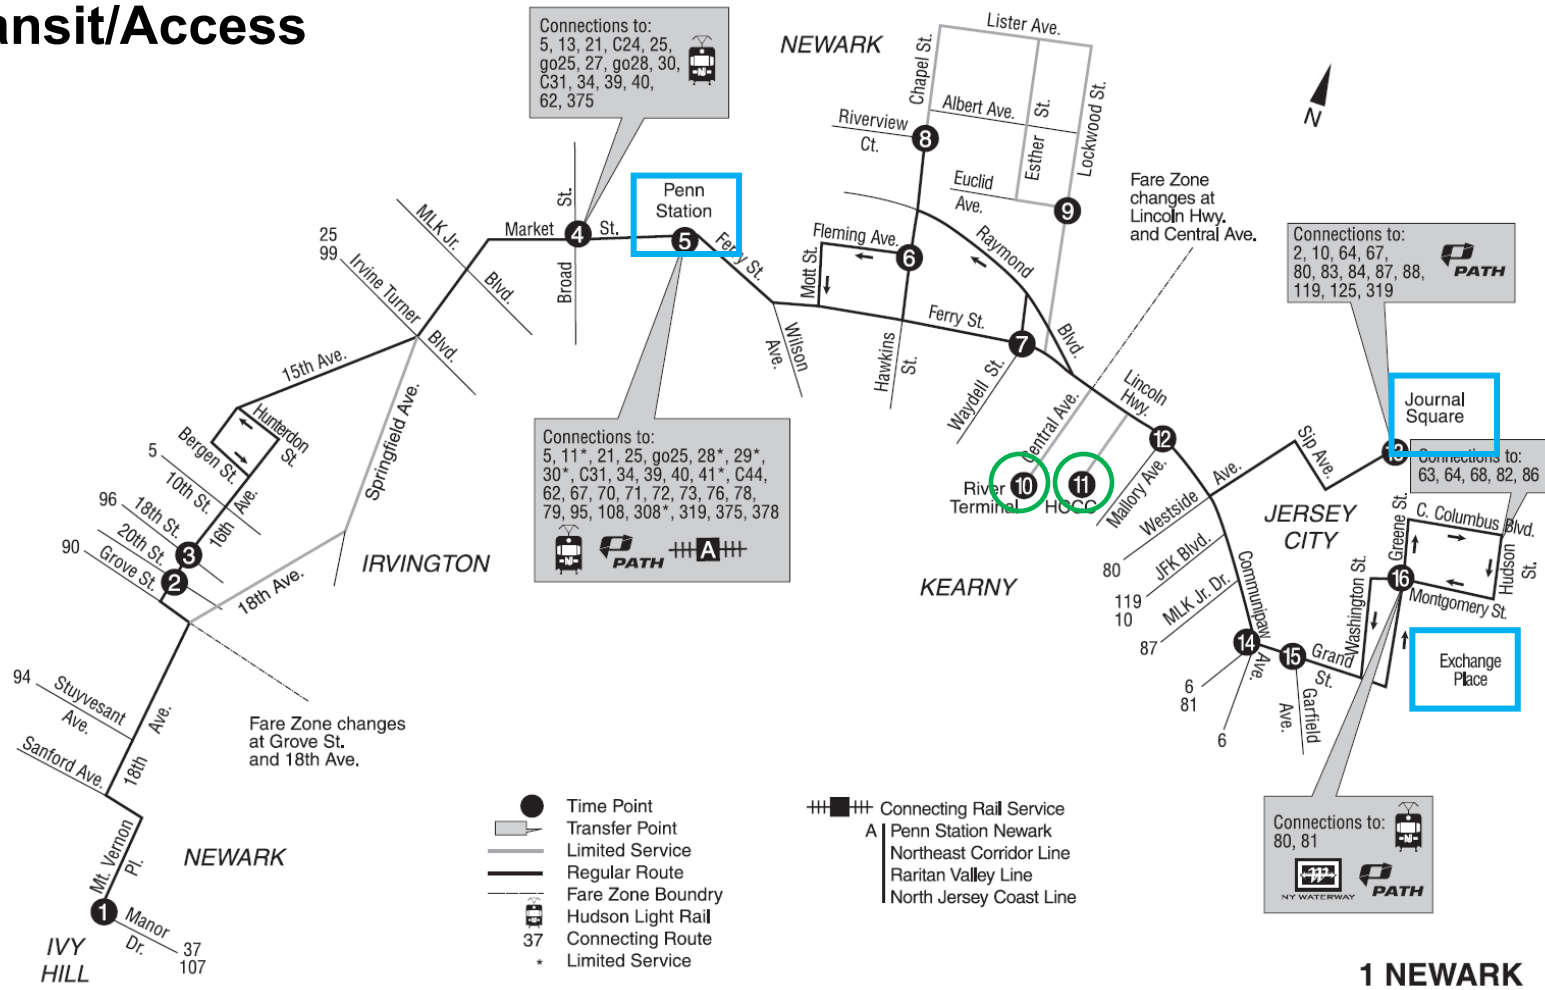 ansit/Access
Connections to:
5, 13, 21, C24, 25,
go25, 27, go28, 30,
C31, 34, 39, 40,
62, 375
NEWARK
Lister Ave.
Chapel St.
Albert Ave.
Esther St.
Lockwood St.
Riverview
Ct.
8
Euclid
Ave.
9
N
Fare Zone
changes at
Lincoln Hwy.
and Central Ave.
Connections to:
2, 10, 64, 67,
80, 83, 84, 87, 88,
119, 125, 319
PATH
Penn
Station
MLK Jr.
Blvd.
Market
St.
4
5
Broad
St.
Ferry St.
Fleming Ave.
6
Mott St.
Raymond
Blvd.
25
99
Irvine Turner
Blvd.
Wilson
Ave.
Ferry St.
7
Hawkins
St.
Waydell St.
15th Ave.
Springfield Ave.
Hunterdon
St.
Bergen St.
5
10th St.
16th
Ave.
96
18th St.
3
20th St.
90
Grove St.
2
18th Ave.
IRVINGTON
Connections to:
5, 11*, 21, 25, go25, 28*, 29*,
30*, C31, 34, 39, 40, 41*, C44,
62, 67, 70, 71, 72, 73, 76, 78,
79, 95, 108, 308*, 319, 375, 378
PATH
A
Central Ave.
Lincoln
Hwy.
12
River
Terminal
10
11
HCCC
Mallory Ave.
KEARNY
Sip Ave.
Journal
Square
13
Connections to:
63, 64, 68, 82, 86
Westside
Ave.
80
JFK Blvd.
119
10
MLK Jr. Dr.
87
Communipaw
Ave.
JERSEY
CITY
Greene St.
C. Columbus Blvd.
Hudson
St.
16
Montgomery St.
Washington St.
14
15
Grand
St.
6
81
6
Garfield
Ave.
Exchange
Place
94
Stuyvesant
Ave.
Sanford Ave.
18th
Ave.
Fare Zone changes
at Grove St.
and 18th Ave.
Mt. Vernon
Pl.
NEWARK
1
Manor
Dr.
37
107
IVY
HILL
Time Point
Transfer Point
Limited Service
Regular Route
Fare Zone Boundry
Hudson Light Rail
37 Connecting Route
* Limited Service
Connecting Rail Service
A Penn Station Newark
Northeast Corridor Line
Raritan Valley Line
North Jersey Coast Line
Connections to:
80, 81
NY WATERWAY
PATH
1 NEWARK